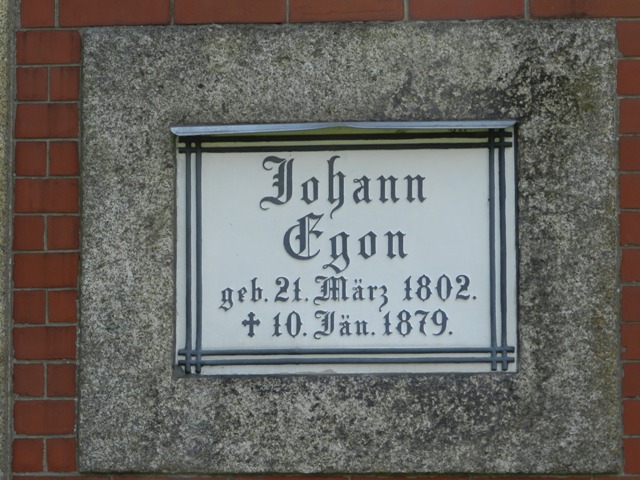 Johann
Egon
geb. 21. März 1802.
† 10. Jän. 1879.